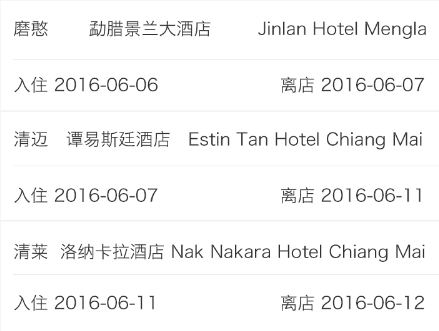 磨憨 勐腊景兰大酒店 Jinlan Hotel Mengla
入住 2016-06-06 离店 2016-06-07
清迈 谭易斯廷酒店 Estin Tan Hotel Chiang Mai
入住 2016-06-07 离店 2016-06-11
清莱 洛纳卡拉酒店 Nak Nakara Hotel Chiang Mai
入住 2016-06-11 离店 2016-06-12